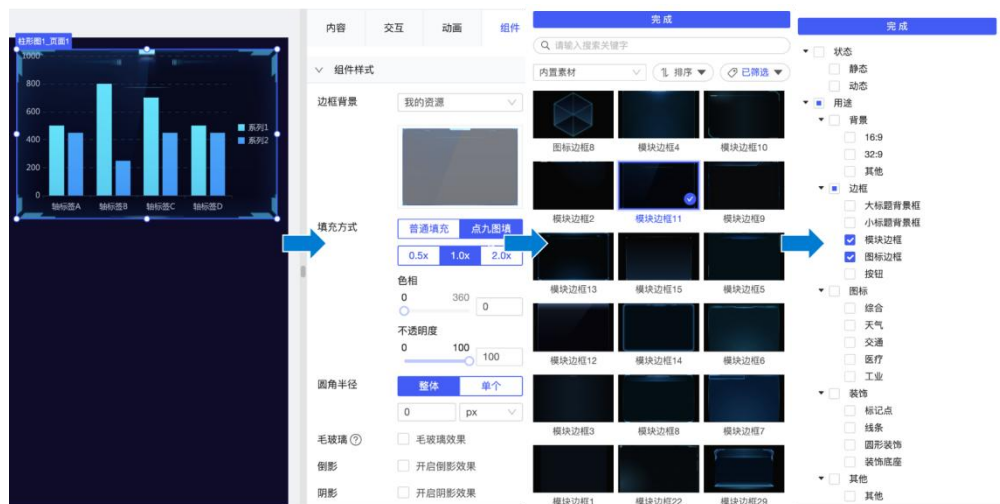 柱形图1_页面1
1000
800
600
400
200
0
轴标签A 轴标签B 轴标签C 轴标签D
系列1
系列2
内容 交互 动画 组件
组件样式
边框背景 我的资源
填充方式 普通填充 点九图填
0.5x 1.0x 2.0x
色相
0 360 0
不透明度
0 100 100
圆角半径 整体 单个
0 px
毛玻璃 ? 毛玻璃效果
倒影 开启倒影效果
阴影 开启阴影效果
完成
请输入搜索关键字
内置素材 排序 已筛选
图标边框8 模块边框4 模块边框10
模块边框2 模块边框11 模块边框9
模块边框13 模块边框15 模块边框5
模块边框12 模块边框14 模块边框6
模块边框3 模块边框8 模块边框7
模块边框1 模块边框22 模块边框29
完成
状态
静态
动态
用途
背景
16:9
32:9
其他
边框
大标题背景框
小标题背景框
模块边框
图标边框
按钮
图标
综合
天气
交通
医疗
工业
装饰
标记点
线条
圆形装饰
装饰底座
其他
其他